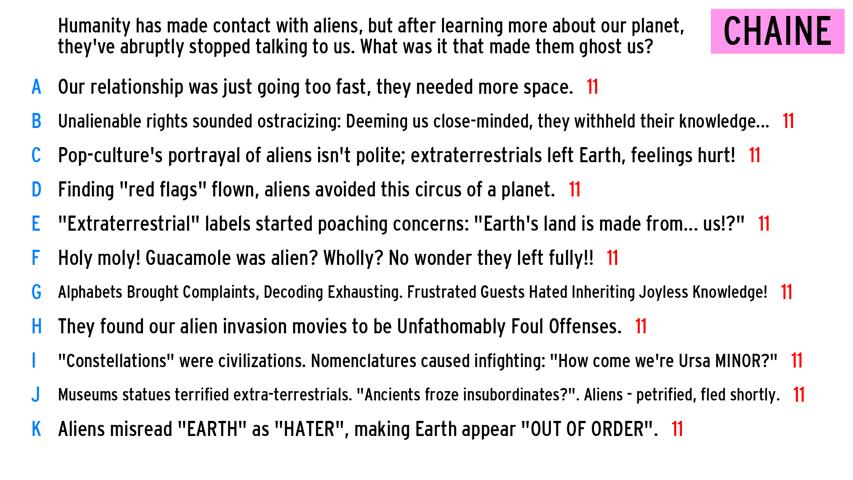 Humanity has made contact with aliens, but after learning more about our planet,
they've abruptly stopped talking to us. What was it that made them ghost us?
CHAINE
A Our relationship was just going too fast, they needed more space. 11
B Unalienable rights sounded ostracizing: Deeming us close-minded, they withheld their knowledge... 11
C Pop-culture's portrayal of aliens isn't polite; extraterrestrials left Earth, feelings hurt! 11
D Finding "red flags" flown, aliens avoided this circus of a planet. 11
E "Extraterrestrial" labels started poaching concerns: "Earth's land is made from... us!?" 11
F Holy moly! Guacamole was alien? Wholly? No wonder they left fully!! 11
G Alphabets Brought Complaints, Decoding Exhausting. Frustrated Guests Hated Inheriting Joyless Knowledge! 11
H They found our alien invasion movies to be Unfathomably Foul Offenses. 11
I "Constellations" were civilizations. Nomenclatures caused infighting: "How come we're Ursa MINOR?" 11
J Museums statues terrified extra-terrestrials. "Ancients froze insubordinates?". Aliens - petrified, fled shortly. 11
K Aliens misread "EARTH" as "HATER", making Earth appear "OUT OF ORDER". 11